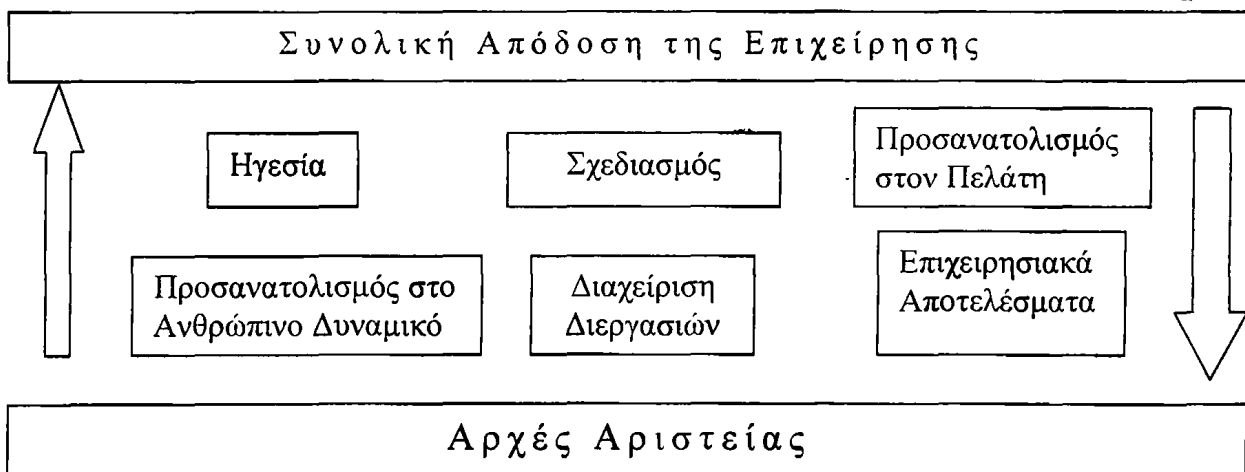 Συνολική Απόδοση της Επιχείρησης
Ηγεσία
Σχεδιασμός
Προσανατολισμός
στον Πελάτη
Προσανατολισμός στο
Ανθρώπινο Δυναμικό
Διαχείριση
Διεργασιών
Επιχειρησιακά
Αποτελέσματα
Αρχές Αριστείας